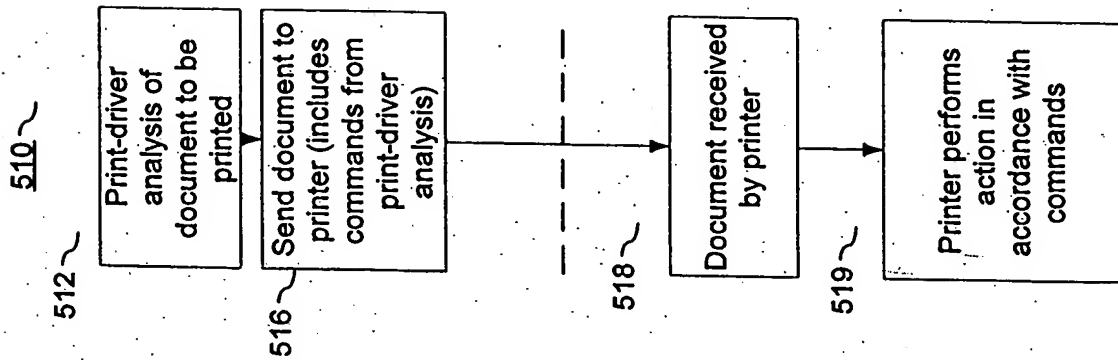 510
512
Print-driver
analysis of
document to be
printed
516
Send document to
printer (includes
commands from
print-driver
analysis)
518
Document received
by printer
519
Printer performs
action in
accordance with
commands